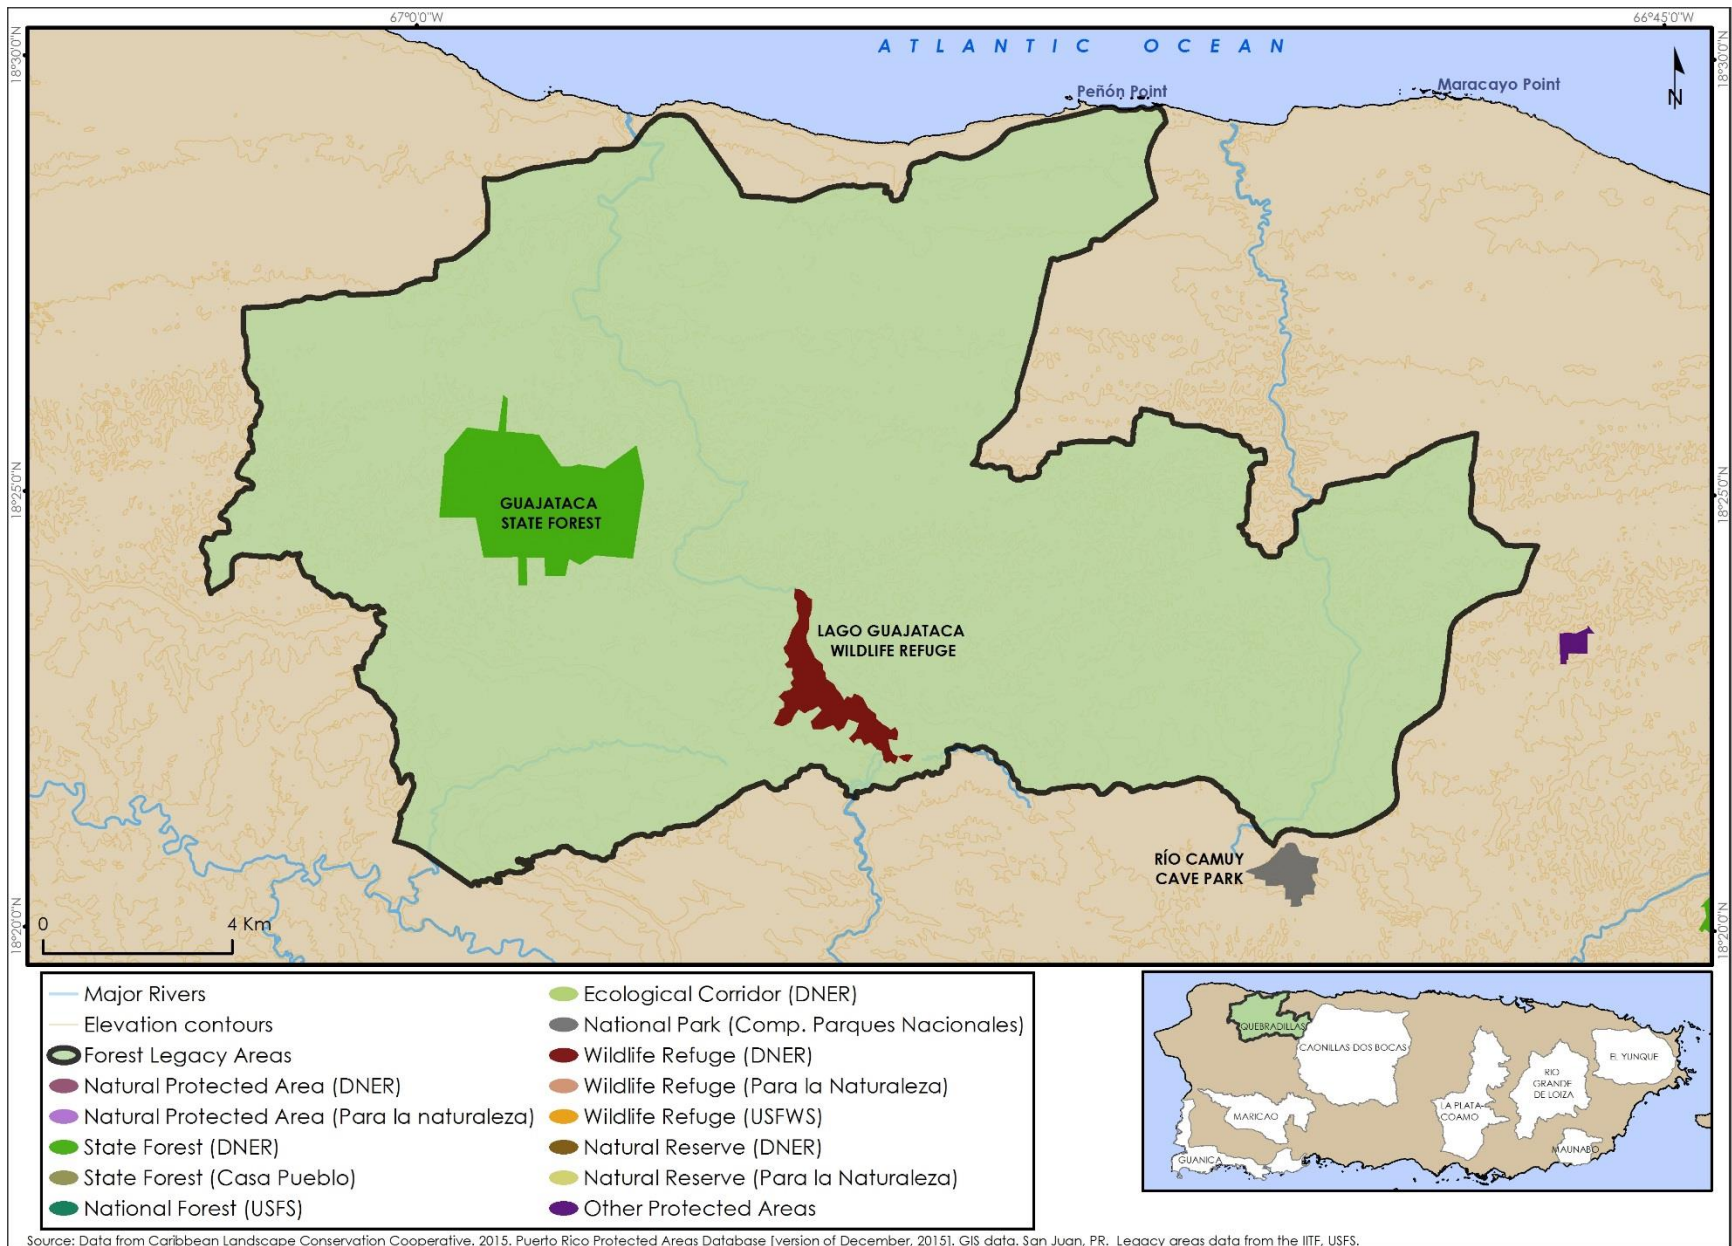 67°0'0"W
66°45'0"W
18°30'0"N
18°30'0"N
ATLANTIC OCEAN
Peñón Point
Maracayo Point
N
18°25'0"N
18°25'0"N
GUAJATACA
STATE FOREST
LAGO GUAJATACA
WILDLIFE REFUGE
RÍO CAMUY
CAVE PARK
18°20'0"N
18°20'0"N
0 4 Km
Major Rivers
Elevation contours
Forest Legacy Areas
Natural Protected Area (DNER)
Natural Protected Area (Para la naturaleza)
State Forest (DNER)
State Forest (Casa Pueblo)
National Forest (USFS)
Ecological Corridor (DNER)
National Park (Comp. Parques Nacionales)
Wildlife Refuge (DNER)
Wildlife Refuge (Para la Naturaleza)
Wildlife Refuge (USFWS)
Natural Reserve (DNER)
Natural Reserve (Para la Naturaleza)
Other Protected Areas
QUEBRADILLAS
CAONILLAS DOS BOCAS
EL YUNQUE
RIO
GRANDE
DE LOIZA
LA PLATA-
COAMO
MARICAO
MAUNABO
GUANICA
Source: Data from Caribbean Landscape Conservation Cooperative. 2015. Puerto Rico Protected Areas Database [version of December, 2015]. GIS data. San Juan, PR. Legacy areas data from the IITF, USFS.